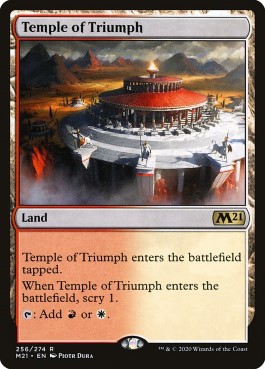 Temple of Triumph
Land
M21
Temple of Triumph enters the battlefield
tapped.
When Temple of Triumph enters the
battlefield, scry 1.
: Add or .
256/274 R
M21 • EN Piotr Dura
™ & © 2020 Wizards of the Coast